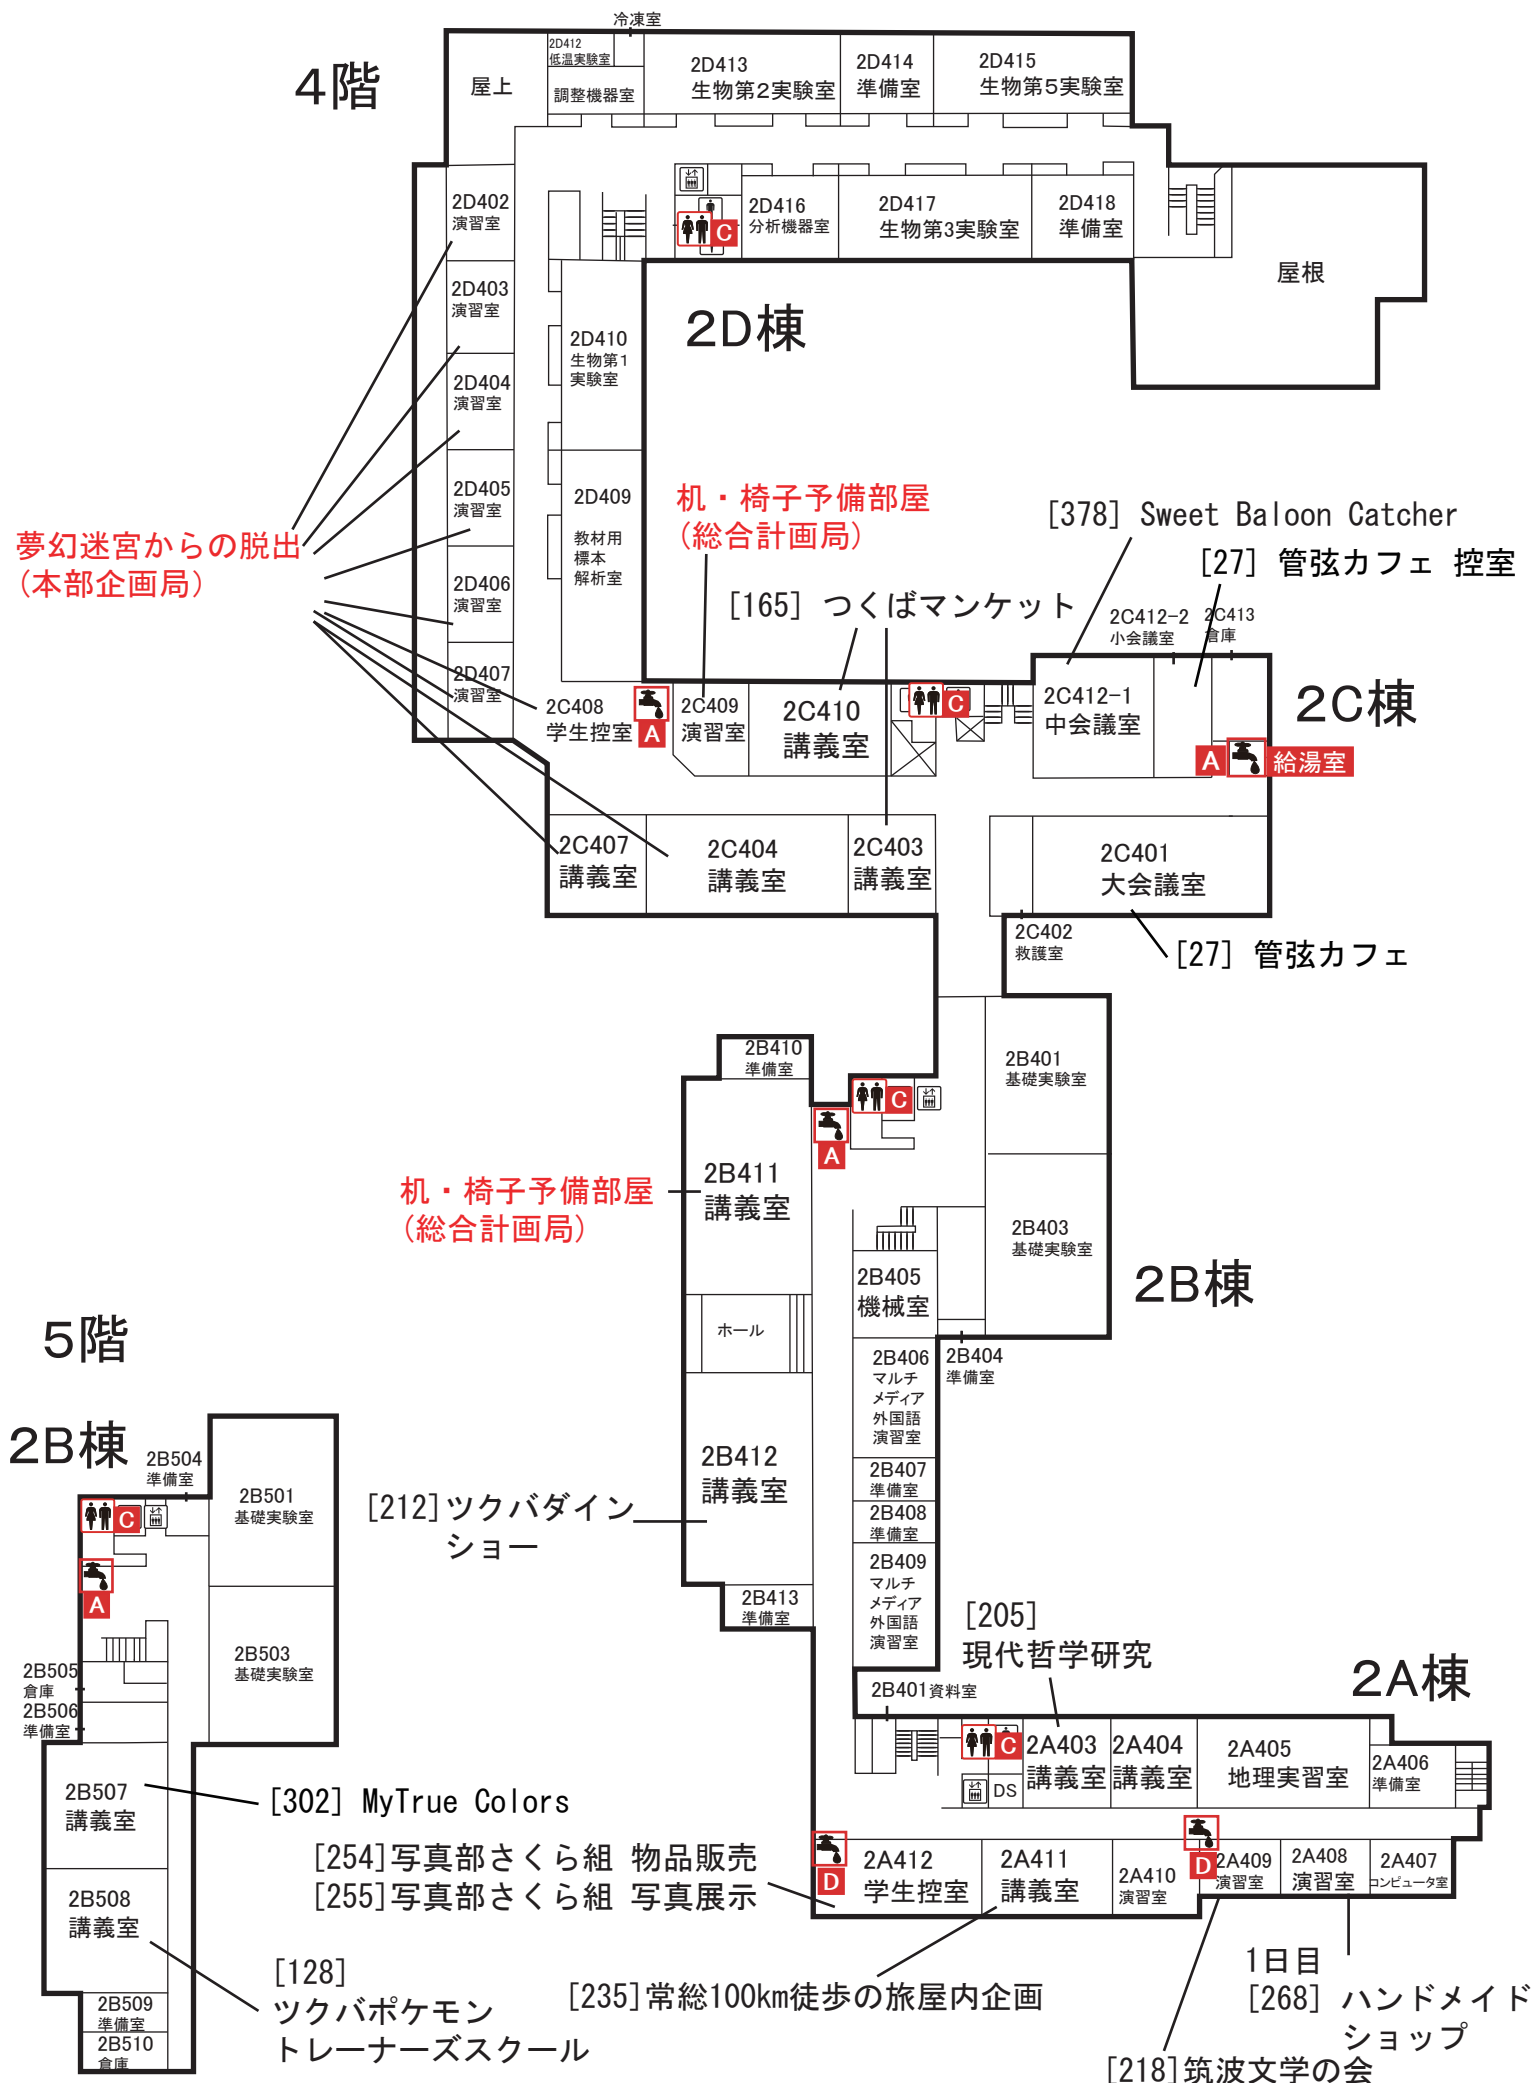 4階
冷凍室
2D412
低温実験室
調整機器室
屋上
2D413
生物第2実験室
2D414
準備室
2D415
生物第5実験室
2D402
演習室
C
2D416
分析機器室
2D417
生物第3実験室
2D418
準備室
屋根
2D403
演習室
2D棟
2D410
生物第1
実験室
2D404
演習室
2D405
演習室
2D409
教材用
標本
解析室
机・椅子予備部屋
(総合計画局)
[378] Sweet Baloon Catcher
夢幻迷宮からの脱出
(本部企画局)
[27] 管弦カフェ 控室
2D406
演習室
[165] つくばマンケット
2C412-2
小会議室
2C413
倉庫
2D407
演習室
2C408
学生控室
A
2C409
演習室
2C410
講義室
C
2C412-1
中会議室
2C棟
A
給湯室
2C407
講義室
2C404
講義室
2C403
講義室
2C401
大会議室
2C402
救護室
[27] 管弦カフェ
2B410
準備室
2B401
基礎実験室
C
A
机・椅子予備部屋
(総合計画局)
2B411
講義室
2B403
基礎実験室
2B棟
2B405
機械室
ホール
2B406
マルチ
メディア
外国語
演習室
2B404
準備室
2B412
講義室
2B407
準備室
2B408
準備室
[212]ツクバダイン
ショー
2B409
マルチ
メディア
外国語
演習室
2B413
準備室
[205]
現代哲学研究
2A棟
2B401資料室
C
DS
2A403
講義室
2A404
講義室
2A405
地理実習室
2A406
準備室
D
2A412
学生控室
2A411
講義室
2A410
演習室
D
2A409
演習室
2A408
演習室
2A407
コンピュータ室
5階
2B棟
2B504
準備室
2B501
基礎実験室
C
A
2B503
基礎実験室
2B505
倉庫
2B506
準備室
2B507
講義室
[302] MyTrue Colors
[254]写真部さくら組 物品販売
[255]写真部さくら組 写真展示
2B508
講義室
[128]
ツクバポケモン
トレーナーズスクール
[235]常総100km徒歩の旅屋内企画
1日目
[268] ハンドメイド
ショップ
[218]筑波文学の会
2B509
準備室
2B510
倉庫